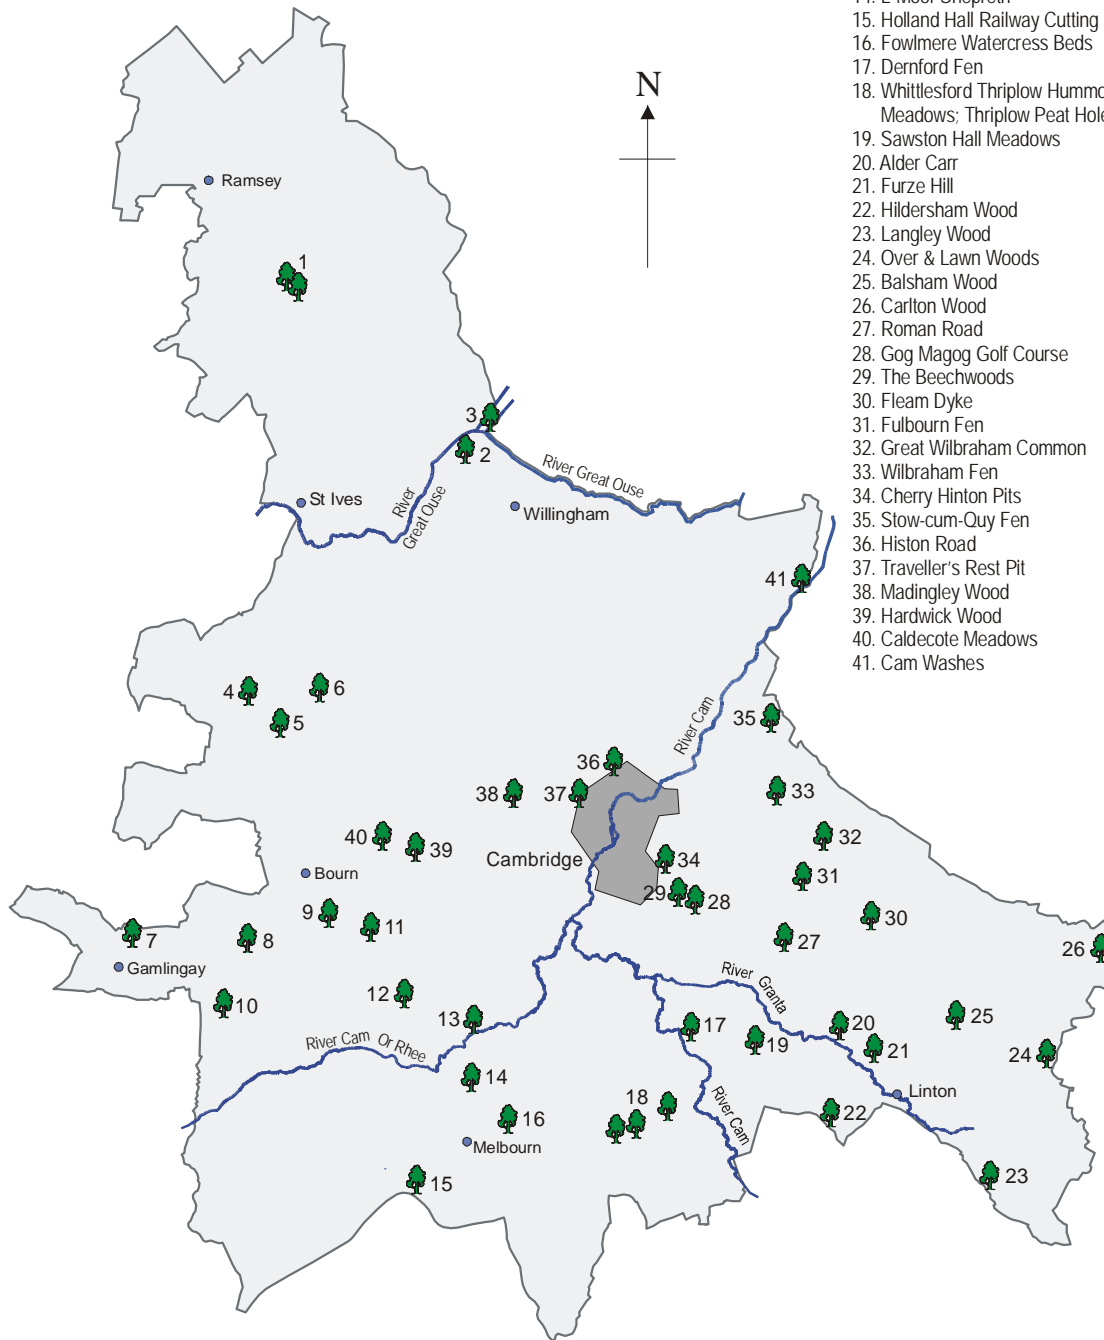 15. Holland Hall Railway Cutting
16. Fowlmere Watercress Beds
17. Dernford Fen
18. Whittlesford Thriplow Hummo
Meadows; Thriplow Peat Hole
19. Sawston Hall Meadows
20. Alder Carr
21. Furze Hill
22. Hildersham Wood
23. Langley Wood
24. Over & Lawn Woods
25. Balsham Wood
26. Carlton Wood
27. Roman Road
28. Gog Magog Golf Course
29. The Beechwoods
30. Fleam Dyke
31. Fulbourn Fen
32. Great Wilbraham Common
33. Wilbraham Fen
34. Cherry Hinton Pits
35. Stow-cum-Quy Fen
36. Histon Road
37. Traveller's Rest Pit
38. Madingley Wood
39. Hardwick Wood
40. Caldecote Meadows
41. Cam Washes
N
Ramsey
1
3
2
River Great Ouse
St Ives
River
Great Ouse
Willingham
41
4
6
5
35
River Cam
36
38
37
33
40
39
32
Cambridge
34
Bourn
31
29
28
9
11
30
7
8
27
26
Gamlingay
River Granta
10
12
13
17
19
20
25
River Cam Or Rhee
21
24
14
Linton
16
18
River Cam
22
Melbourn
15
23